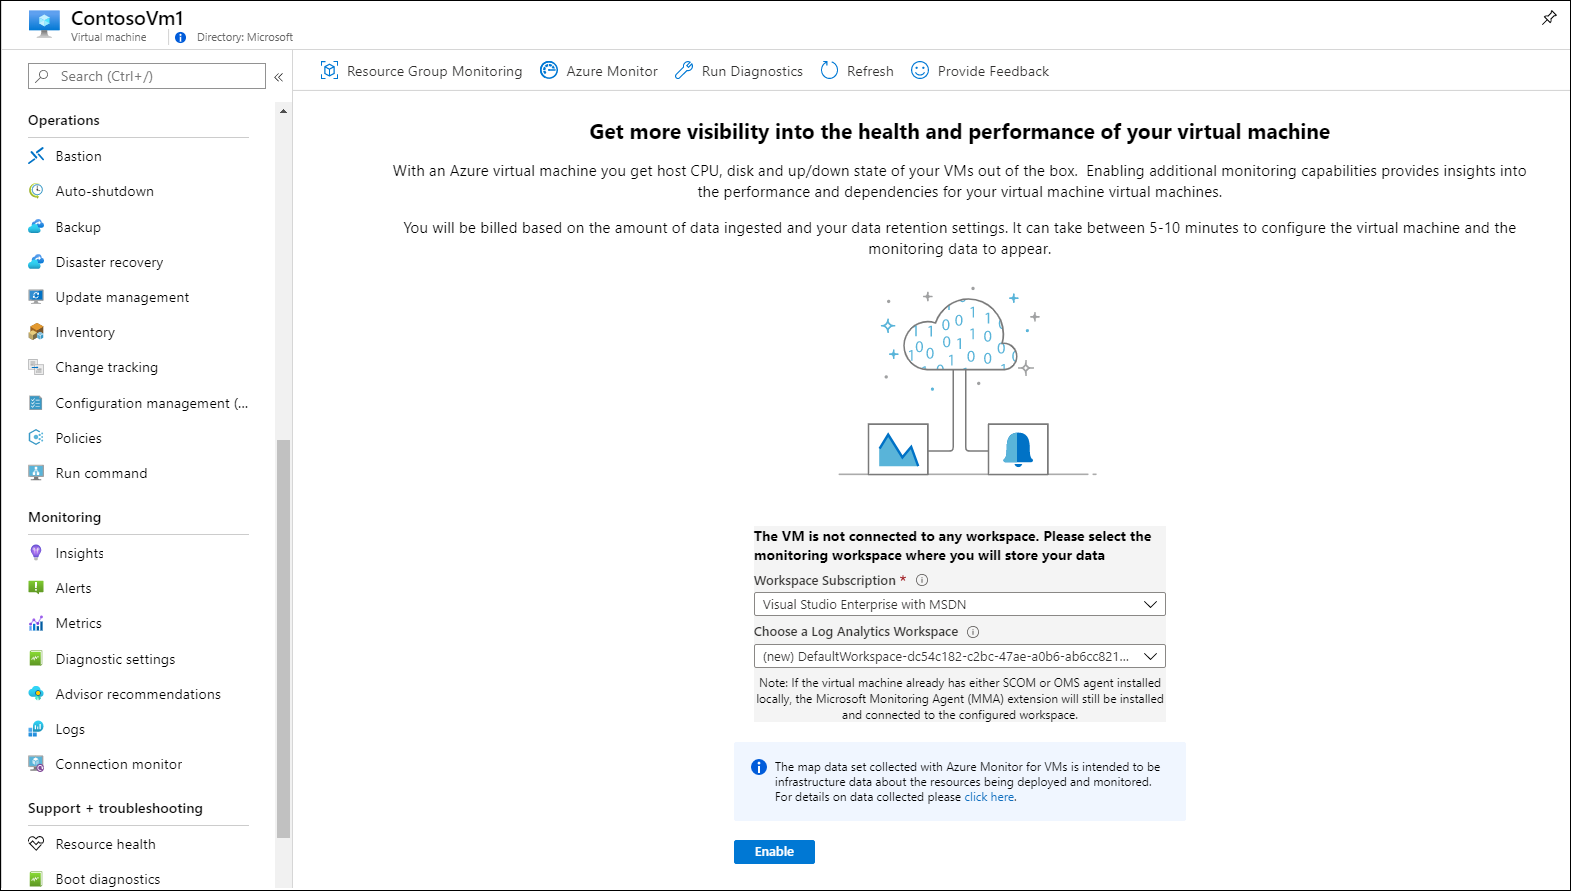 ContosoVm1
Virtual machine
Directory: Microsoft
Search (Ctrl+/)
Operations
Bastion
Auto-shutdown
Backup
Disaster recovery
Update management
Inventory
Change tracking
Configuration management (...
Policies
Run command
Monitoring
Insights
Alerts
Metrics
Diagnostic settings
Advisor recommendations
Logs
Connection monitor
Support + troubleshooting
Resource health
Boot diagnostics
Resource Group Monitoring
Azure Monitor
Run Diagnostics
Refresh
Provide Feedback
Get more visibility into the health and performance of your virtual machine
With an Azure virtual machine you get host CPU, disk and up/down state of your VMs out of the box. Enabling additional monitoring capabilities provides insights into
the performance and dependencies for your virtual machine virtual machines.
You will be billed based on the amount of data ingested and your data retention settings. It can take between 5-10 minutes to configure the virtual machine and the
monitoring data to appear.
The VM is not connected to any workspace. Please select the
monitoring workspace where you will store your data
Workspace Subscription *
Visual Studio Enterprise with MSDN
Choose a Log Analytics Workspace
(new) DefaultWorkspace-dc54c182-c2bc-47ae-a0b6-ab6cc821...
Note: If the virtual machine already has either SCOM or OMS agent installed
locally, the Microsoft Monitoring Agent (MMA) extension will still be installed
and connected to the configured workspace.
The map data set collected with Azure Monitor for VMs is intended to be
infrastructure data about the resources being deployed and monitored.
For details on data collected please click here.
Enable